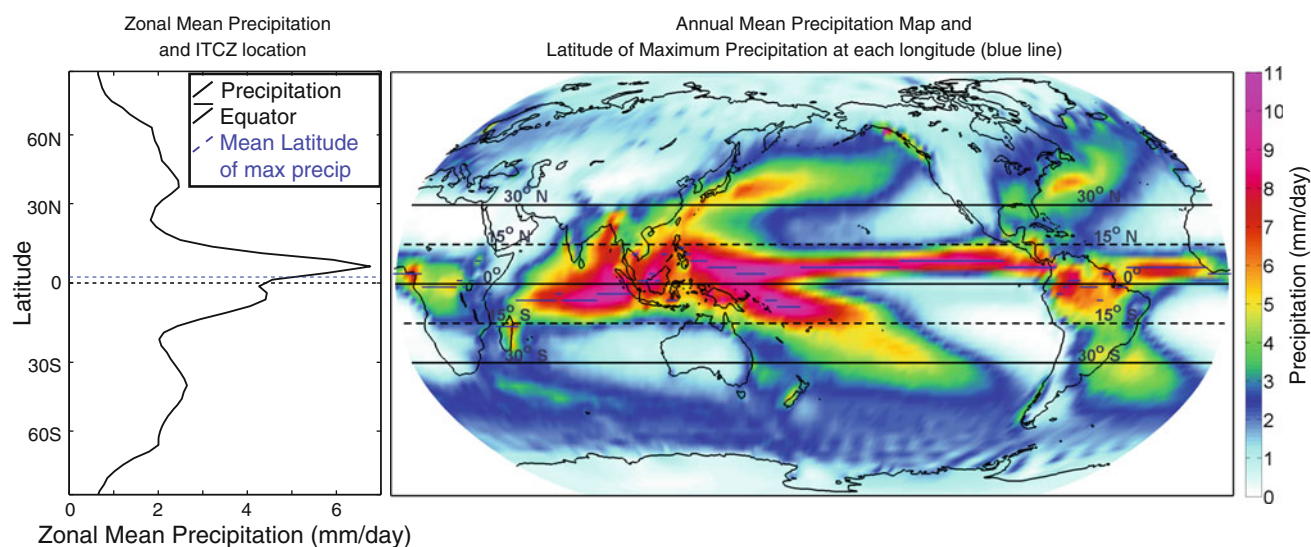 Zonal Mean Precipitation
and ITCZ location
Annual Mean Precipitation Map and
Latitude of Maximum Precipitation at each longitude (blue line)
Precipitation
Equator
Mean Latitude
of max precip
60N
30N
0
30S
60S
Latitude
0 2 4 6
Zonal Mean Precipitation (mm/day)
30° N 30° N
15° N 15° N
0° 0°
15° S 15° S
30° S 30° S
11
10
9
8
7
6
5
4
3
2
1
0
Precipitation (mm/day)